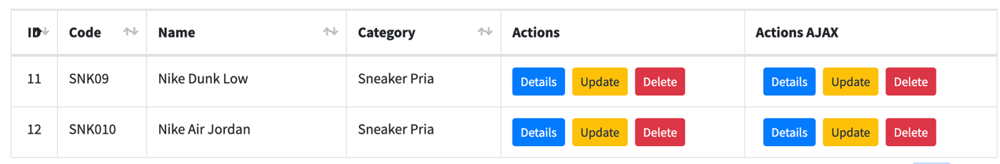 ID Code Name Category Actions Actions AJAX
11 SNK09 Nike Dunk Low Sneaker Pria Details Update Delete Details Update Delete
12 SNK010 Nike Air Jordan Sneaker Pria Details Update Delete Details Update Delete